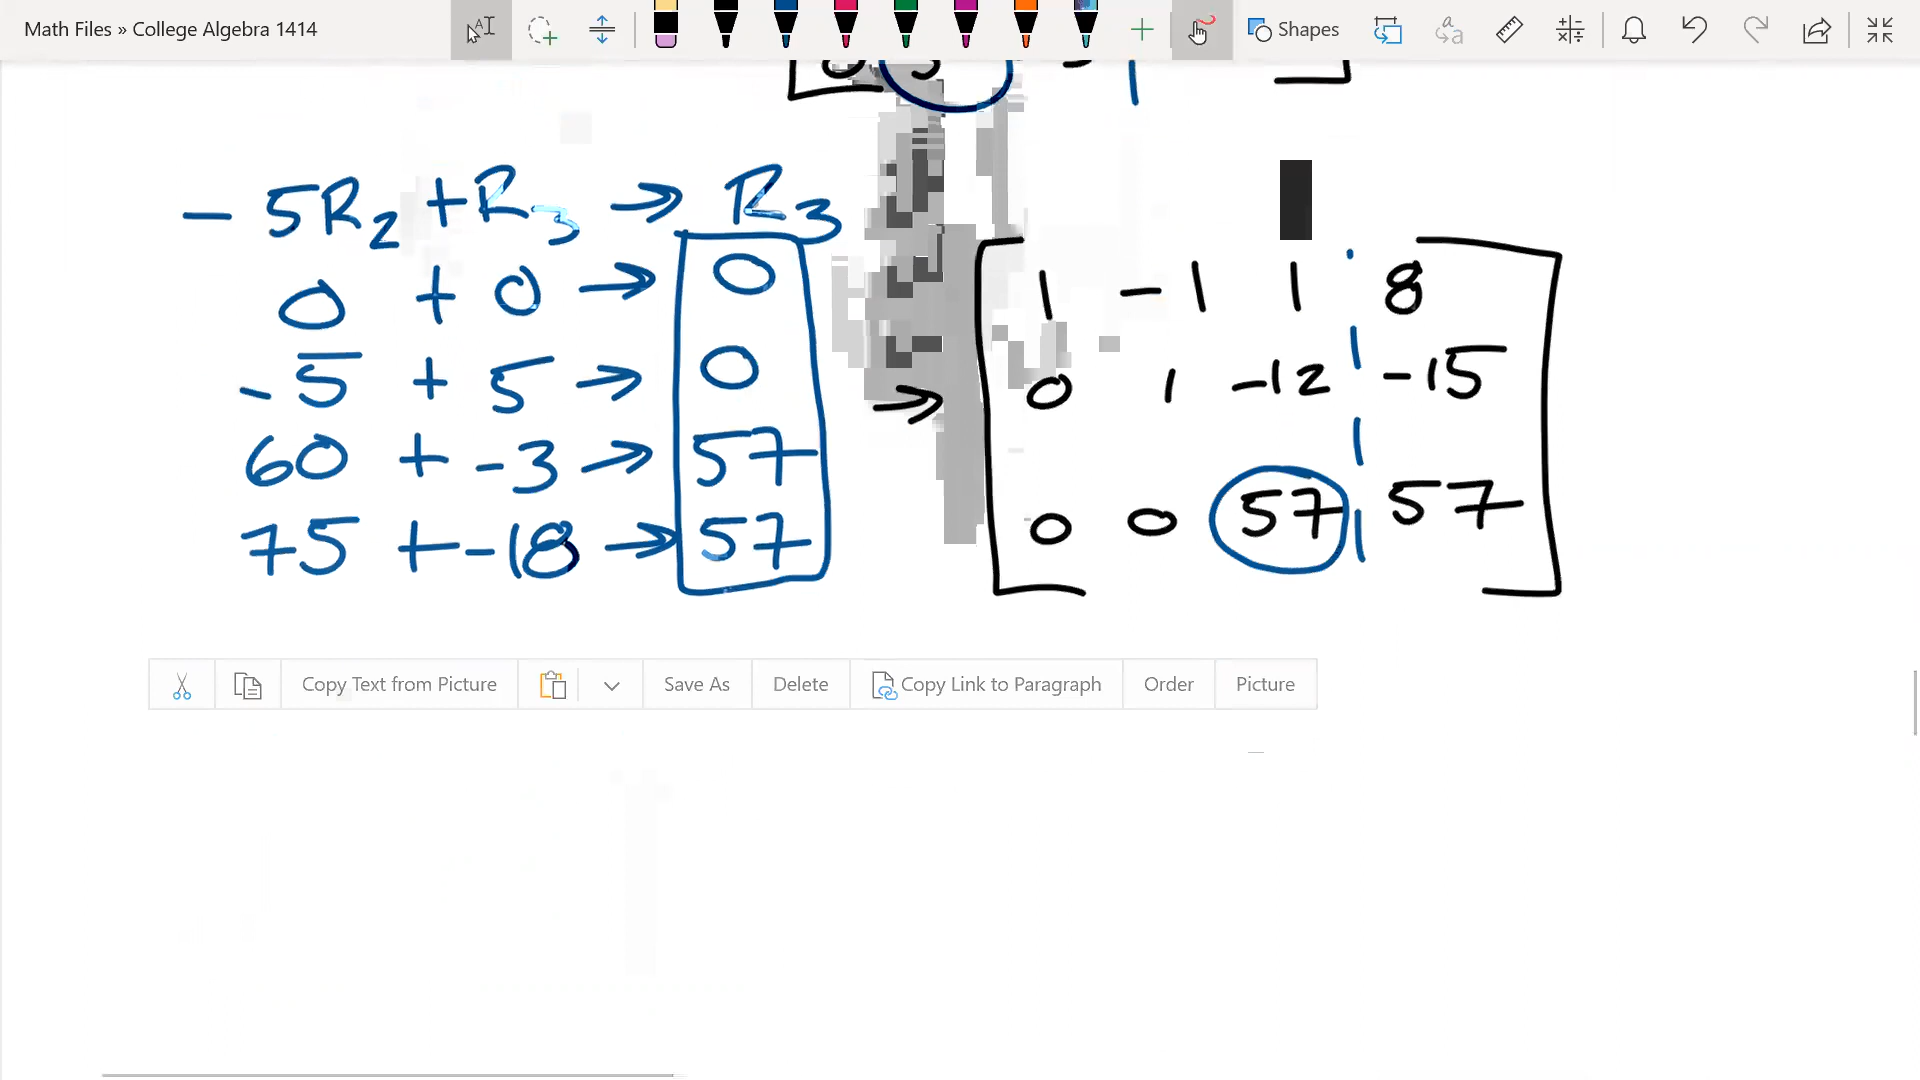 Math Files » College Algebra 1414
Shapes
- 5R2 + R3 → R3
0 + 0 → 0
-5 + 5 → 0
60 + -3 → 57
75 + -18 → 57
→
1 -1 1 8
0 1 -12 -15
0 0 57 57
Copy Text from Picture Save As Delete Copy Link to Paragraph Order Picture